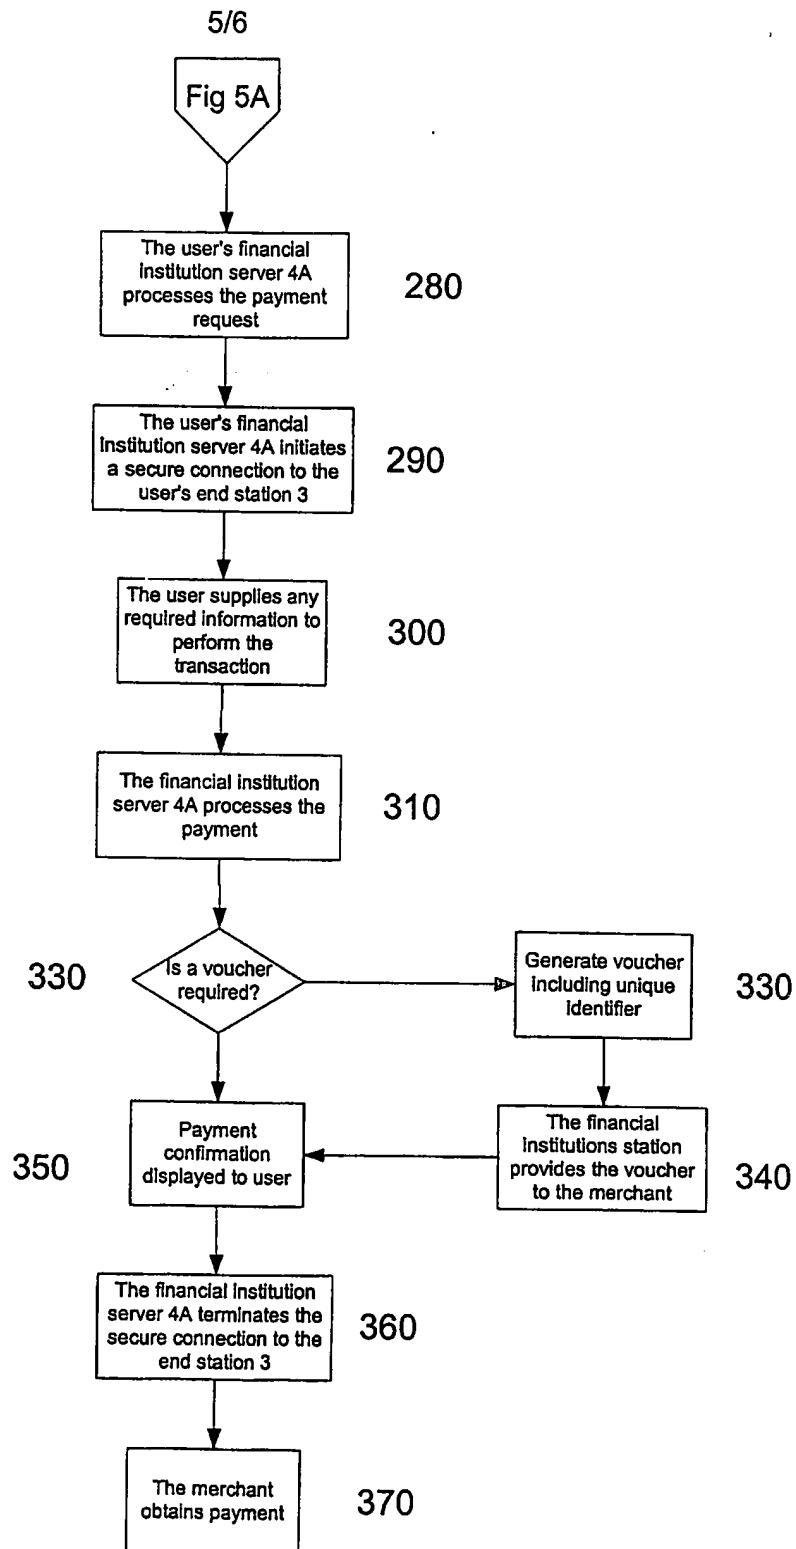 5/6
Fig 5A
The user's financial
institution server 4A
processes the payment
request
280
The user's financial
institution server 4A initiates
a secure connection to the
user's end station 3
290
The user supplies any
required information to
perform the
transaction
300
The financial institution
server 4A processes the
payment
310
330
Is a voucher
required?
Generate voucher
including unique
identifier
330
The financial
institutions station
provides the voucher
to the merchant
340
350
Payment
confirmation
displayed to user
The financial institution
server 4A terminates the
secure connection to the
end station 3
360
The merchant
obtains payment
370